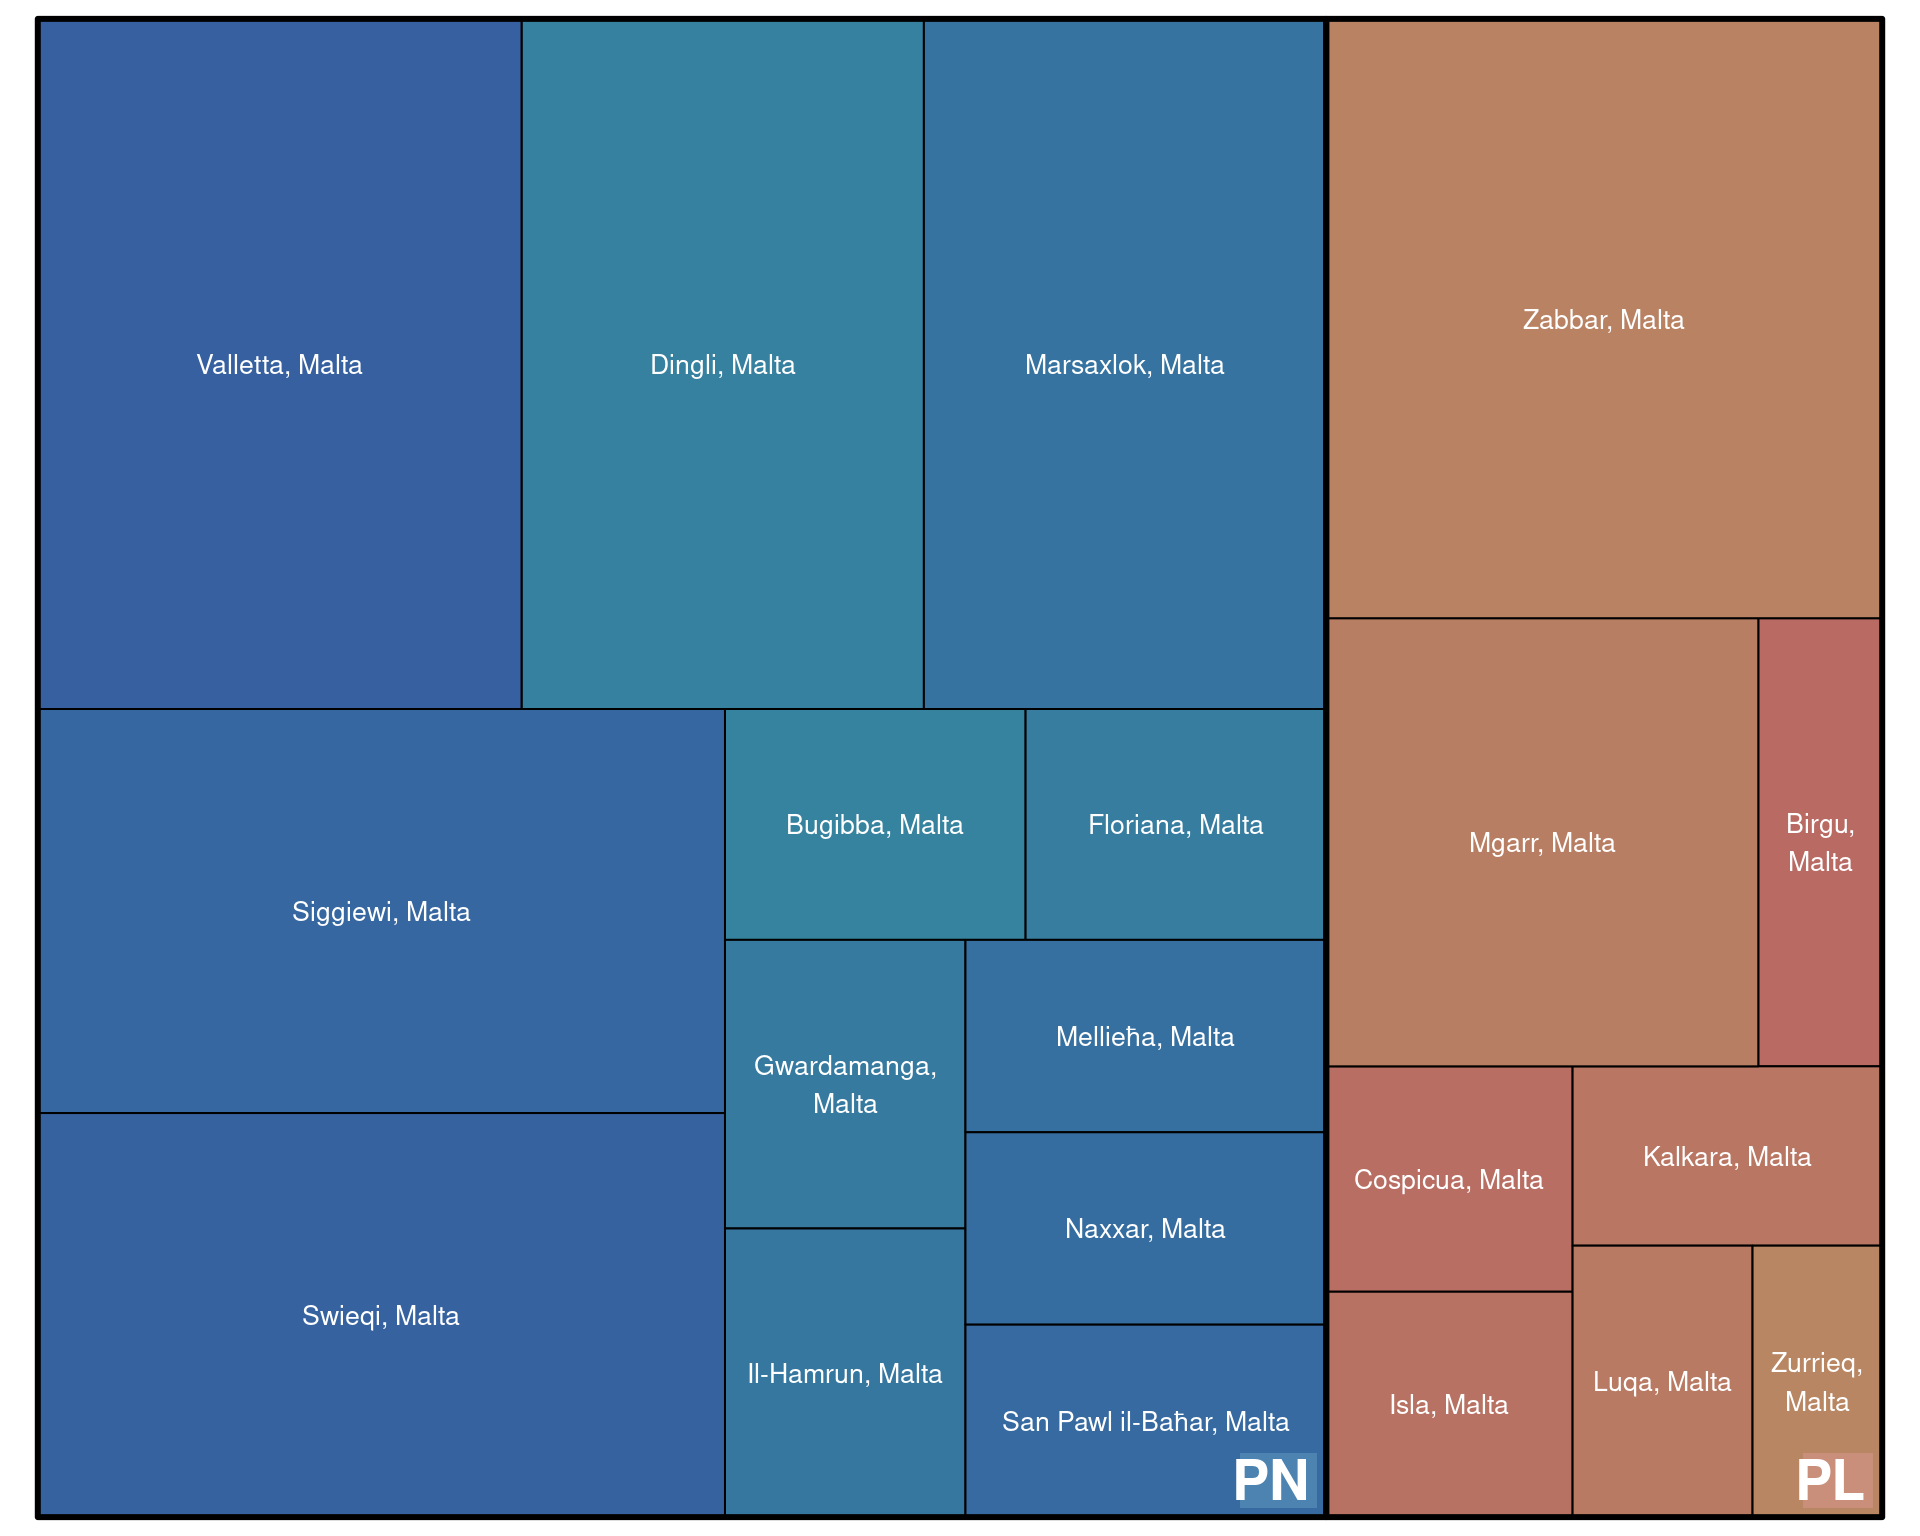 Valletta, Malta
Dingli, Malta
Marsaxlok, Malta
Zabbar, Malta
Siggiewi, Malta
Bugibba, Malta
Floriana, Malta
Mgarr, Malta
Birgu,
Malta
Gwardamanga,
Malta
Mellieħa, Malta
Naxxar, Malta
Cospicua, Malta
Kalkara, Malta
Swieqi, Malta
Il-Hamrun, Malta
San Pawl il-Baħar, Malta
Isla, Malta
Luqa, Malta
Zurrieq,
Malta
PN
PL